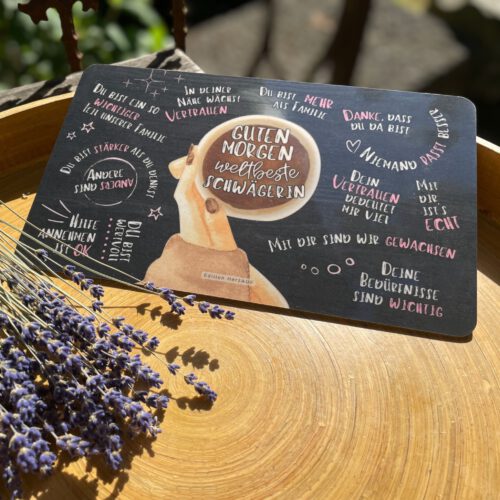 DU BIST EIN SO
WICHTIGER
TEIL UNSERER FAMILIE
IN DEINER
NÄHE WÄCHST
VERTRAUEN
DU BIST MEHR
ALS FAMILIE
DANKE, DASS
DU DA BIST
NIEMAND PASST BESSER
DU BIST STÄRKER ALS DU DENKST
ANDERE
SIND ANDERS
GUTEN
MORGEN
weltbeste
SCHWÄGERIN
DEIN
VERTRAUEN
BEDEUTET
MIR VIEL
MIT
DIR
IST'S
ECHT
HILFE
ANNEHMEN
IST OK
DU BIST
WERTVOLL
MIT DIR SIND WIR GEWACHSEN
DEINE
BEDÜRFNISSE
SIND WICHTIG
Edition Herzmut